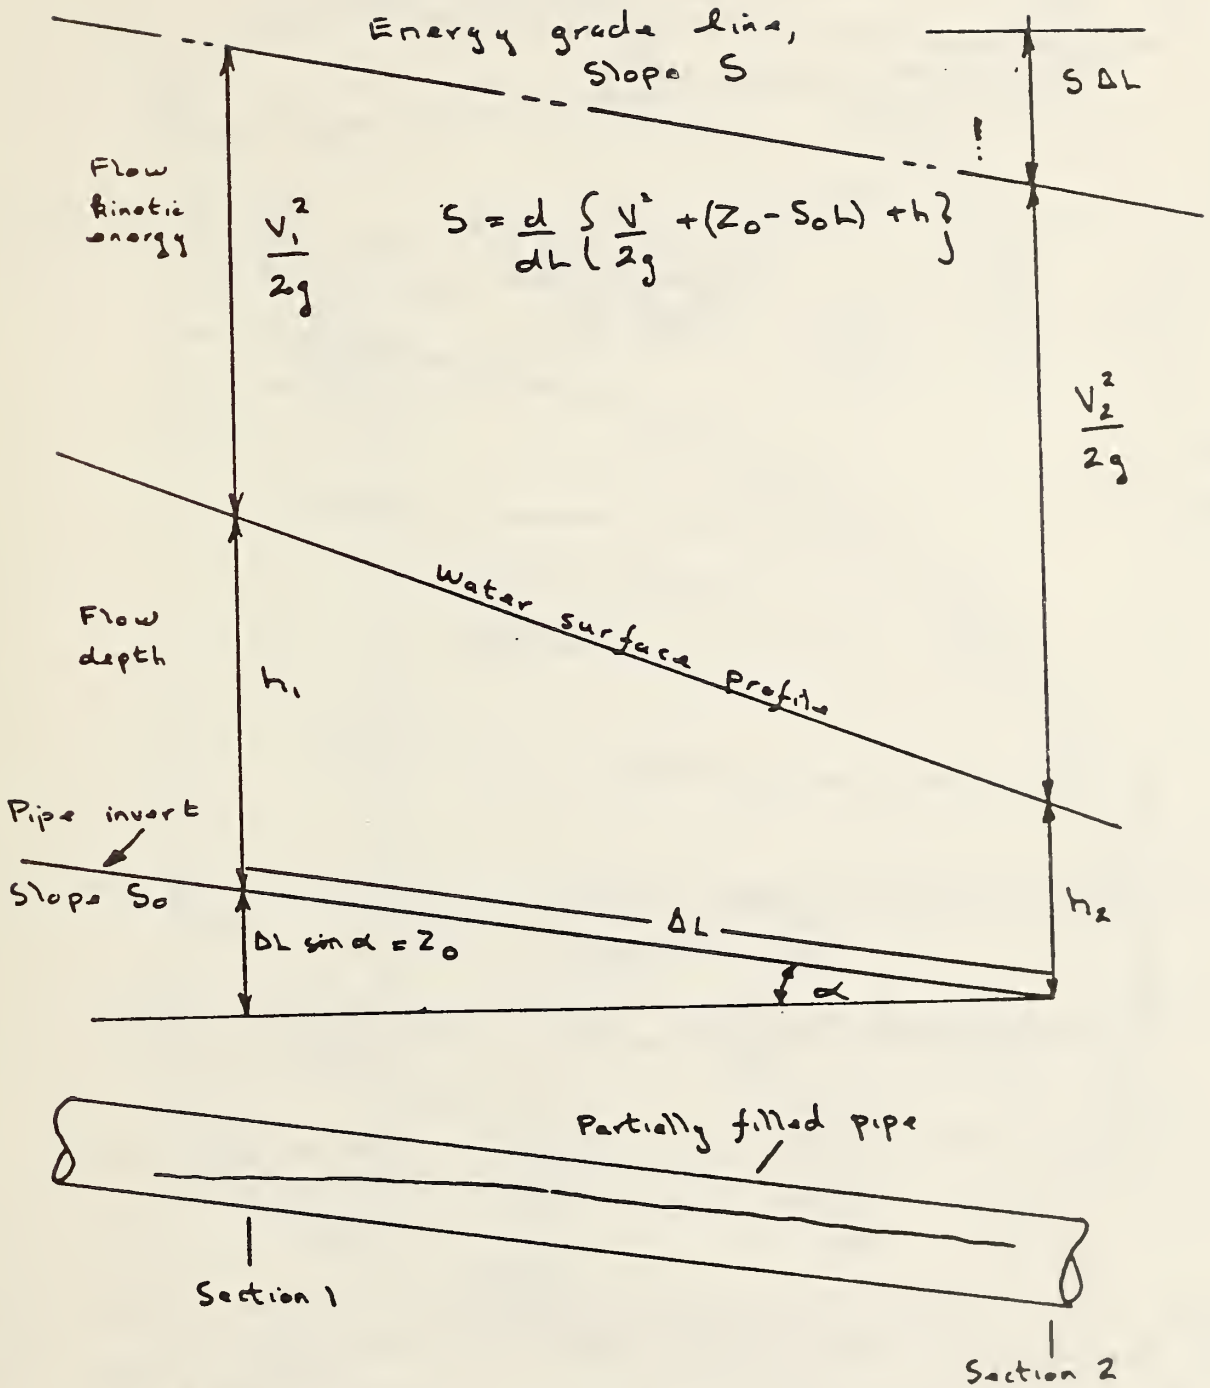 Energy grade line,
Slope S
S ΔL
!
Flow
kinetic
energy
V₁²/2g
S = d/dL { V²/2g + (Z₀ - S₀L) + h }
V₂²/2g
Water surface profile
Flow
depth
h₁
Pipe invert
Slope S₀
h₂
ΔL
ΔL sin α = Z₀
α
Partially filled pipe
Section 1
Section 2